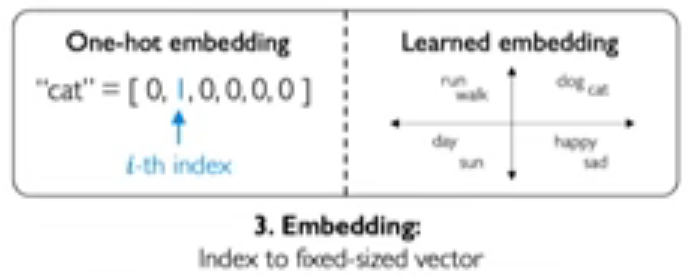 One-hot embedding
"cat" = [ 0, 1, 0, 0, 0, 0 ]
i-th index
Learned embedding
run
walk
dog
cat
day
sun
happy
sad
3. Embedding:
Index to fixed-sized vector